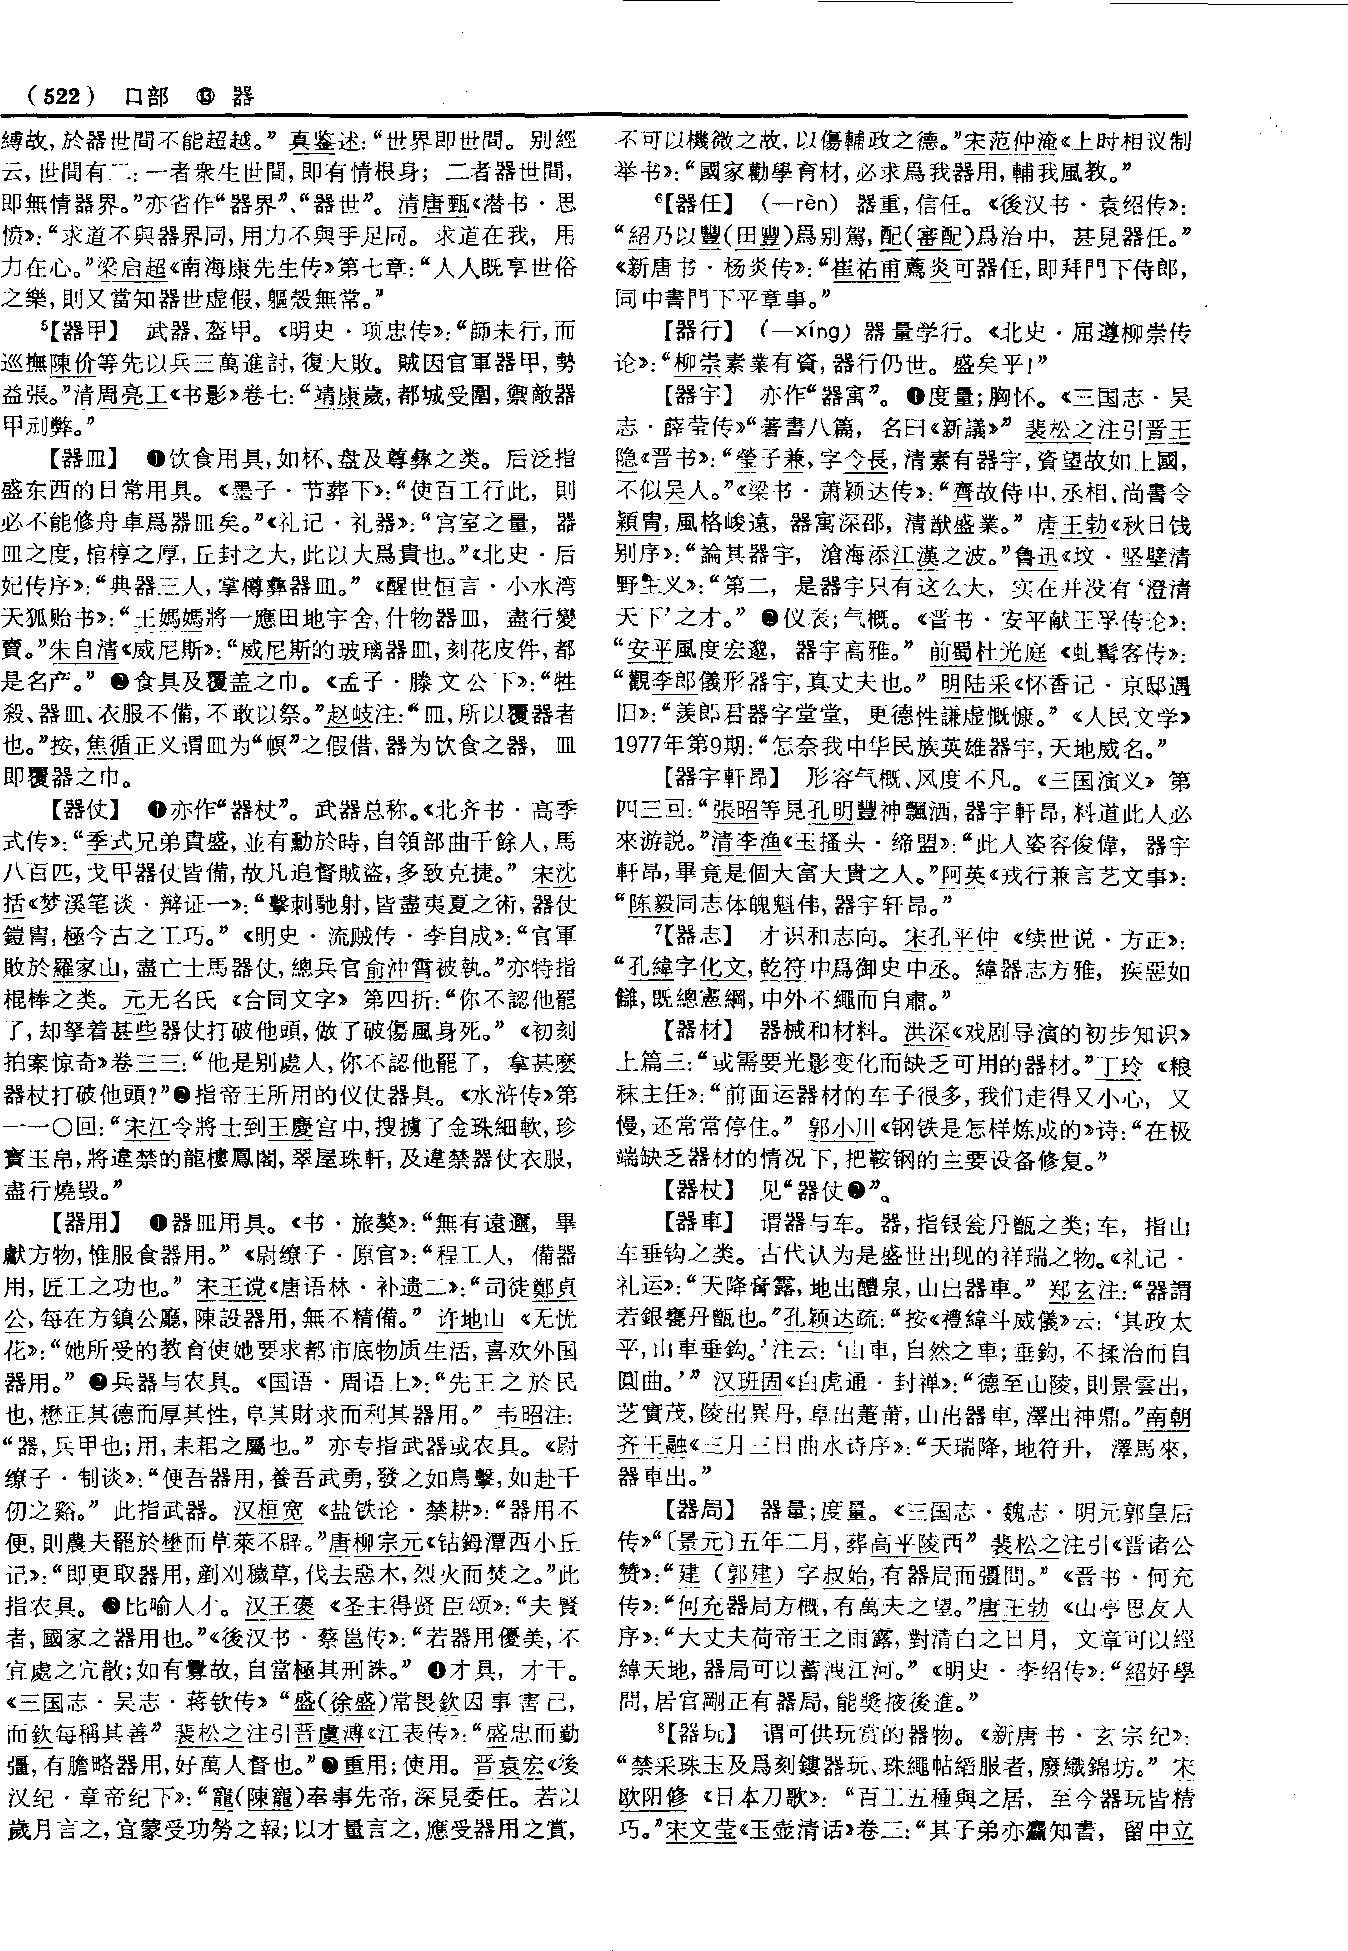 （522） 口部 ⑬ 器
縛故，於器世間不能超越。”真鉴述：“世界即世間。别經
云，世間有二：一者衆生世間，即有情根身；二者器世間，
即無情器界。”亦省作“器界”、“器世”。清唐甄《潜书·思
愤》：“求道不與器界同，用力不與手足同。求道在我，用
力在心。”梁启超《南海康先生传》第七章：“人人既享世俗
之樂，則又當知器世虚假，軀殻無常。”
⁵【器甲】 武器、盔甲。《明史·项忠传》：“師未行，而
巡撫陳价等先以兵三萬進討，復大敗。賊因官軍器甲，勢
益張。”清周亮工《书影》卷七：“靖康歲，都城受圍，禦敵器
甲刓弊。”
【器皿】 ❶饮食用具，如杯、盘及尊彝之类。后泛指
盛东西的日常用具。《墨子·节葬下》：“使百工行此，則
必不能修舟車爲器皿矣。”《礼记·礼器》：“宫室之量，器
皿之度，棺椁之厚，丘封之大，此以大爲貴也。”《北史·后
妃传序》：“典器三人，掌樽彝器皿。”《醒世恒言·小水湾
天狐贻书》：“王媽媽將一應田地宇舍，什物器皿，盡行變
賣。”朱自清《威尼斯》：“威尼斯的玻璃器皿，刻花皮件，都
是名产。”❷食具及覆盖之巾。《孟子·滕文公下》：“牲
殺、器皿、衣服不備，不敢以祭。”赵岐注：“皿，所以覆器者
也。”按，焦循正义谓皿为“幎”之假借，器为饮食之器，皿
即覆器之巾。
【器仗】 ❶亦作“器杖”。武器总称。《北齐书·高季
式传》：“季式兄弟貴盛，並有勳於時，自領部曲千餘人，馬
八百匹，戈甲器仗皆備，故凡追督賊盗，多致克捷。”宋沈
括《梦溪笔谈·辩证一》：“擊刺馳射，皆盡夷夏之術，器仗
鎧冑，極今古之工巧。”《明史·流贼传·李自成》：“官軍
敗於羅家山，盡亡士馬器仗，總兵官俞沖霄被執。”亦特指
棍棒之类。元无名氏《合同文字》第四折：“你不認他罷
了，却拏着甚些器仗打破他頭，做了破傷風身死。”《初刻
拍案惊奇》卷三三：“他是别處人，你不認他罷了，拿甚麽
器杖打破他頭？”❷指帝王所用的仪仗器具。《水浒传》第
一一〇回：“宋江令將士到王慶宫中，搜擄了金珠細軟，珍
寶玉帛，將違禁的龍樓鳳閣，翠屋珠軒，及違禁器仗衣服，
盡行燒毁。”
【器用】 ❶器皿用具。《书·旅獒》：“無有遠邇，畢
獻方物，惟服食器用。”《尉缭子·原官》：“程工人，備器
用，匠工之功也。”宋王谠《唐语林·补遗二》：“司徒鄭貞
公，每在方鎮公廳，陳設器用，無不精備。”许地山《无忧
花》：“她所受的教育使她要求都市底物质生活，喜欢外国
器用。”❷兵器与农具。《国语·周语上》：“先王之於民
也，懋正其德而厚其性，阜其財求而利其器用。”韦昭注：
“器，兵甲也；用，耒耜之屬也。”亦专指武器或农具。《尉
缭子·制谈》：“便吾器用，養吾武勇，發之如鳥擊，如赴千
仞之谿。”此指武器。汉桓宽《盐铁论·禁耕》：“器用不
便，則農夫罷於壄而草萊不辟。”唐柳宗元《钴鉧潭西小丘
记》：“即更取器用，剷刈穢草，伐去惡木，烈火而焚之。”此
指农具。❸比喻人才。汉王褒《圣主得贤臣颂》：“夫賢
者，國家之器用也。”《後汉书·蔡邕传》：“若器用優美，不
宜處之宂散；如有釁故，自當極其刑誅。”❹才具，才干。
《三国志·吴志·蒋钦传》“盛（徐盛）常畏欽因事害己，
而欽每稱其善”裴松之注引晋虞溥《江表传》：“盛忠而勤
彊，有膽略器用，好萬人督也。”❺重用；使用。晋袁宏《後
汉纪·章帝纪下》：“寵（陳寵）奉事先帝，深見委任。若以
歲月言之，宜蒙受功勞之報；以才量言之，應受器用之賞，
不可以機微之故，以傷輔政之德。”宋范仲淹《上时相议制
举书》：“國家勸學育材，必求爲我器用，輔我風教。”
⁶【器任】 （—rèn） 器重，信任。《後汉书·袁绍传》：
“紹乃以豐（田豐）爲别駕，配（審配）爲治中，甚見器任。”
《新唐书·杨炎传》：“崔祐甫薦炎可器任，即拜門下侍郎，
同中書門下平章事。”
【器行】 （—xíng） 器量学行。《北史·屈遵柳崇传
论》：“柳崇素業有資，器行仍世。盛矣乎！”
【器宇】 亦作“器寓”。❶度量；胸怀。《三国志·吴
志·薛莹传》“著書八篇，名曰《新議》”裴松之注引晋王
隐《晋书》：“瑩子兼，字令長，清素有器宇，資望故如上國，
不似吴人。”《梁书·萧颖达传》：“齊故侍中、丞相、尚書令
穎冑，風格峻遠，器寓深邵，清猷盛業。”唐王勃《秋日饯
别序》：“論其器宇，滄海添江漢之波。”鲁迅《坟·坚壁清
野主义》：“第二，是器宇只有这么大，实在并没有‘澄清
天下’之才。”❷仪表；气概。《晋书·安平献王孚传论》：
“安平風度宏邈，器宇高雅。”前蜀杜光庭《虬髯客传》：
“觀李郎儀形器宇，真丈夫也。”明陆采《怀香记·京邸遇
旧》：“羡郎君器宇堂堂，更德性謙虚慨慷。”《人民文学》
1977年第9期：“怎奈我中华民族英雄器宇，天地威名。”
【器宇軒昂】 形容气概、风度不凡。《三国演义》第
四三回：“張昭等見孔明豐神飄洒，器宇軒昂，料道此人必
來游説。”清李渔《玉搔头·缔盟》：“此人姿容俊偉，器宇
軒昂，畢竟是個大富大貴之人。”阿英《戎行兼言艺文事》：
“陈毅同志体魄魁伟，器宇轩昂。”
⁷【器志】 才识和志向。宋孔平仲《续世说·方正》：
“孔緯字化文，乾符中爲御史中丞。緯器志方雅，疾惡如
讎，既總憲綱，中外不繩而自肅。”
【器材】 器械和材料。洪深《戏剧导演的初步知识》
上篇三：“或需要光影变化而缺乏可用的器材。”丁玲《粮
秣主任》：“前面运器材的车子很多，我们走得又小心，又
慢，还常常停住。”郭小川《钢铁是怎样炼成的》诗：“在极
端缺乏器材的情况下，把鞍钢的主要设备修复。”
【器杖】 见“器仗❶”。
【器車】 谓器与车。器，指银瓮丹甑之类；车，指山
车垂钩之类。古代认为是盛世出现的祥瑞之物。《礼记·
礼运》：“天降膏露，地出醴泉，山出器車。”郑玄注：“器謂
若銀甕丹甑也。”孔颖达疏：“按《禮緯斗威儀》云：‘其政太
平，山車垂鈎。’注云：‘山車，自然之車；垂鈎，不揉治而自
圓曲。’”汉班固《白虎通·封禅》：“德至山陵，則景雲出，
芝實茂，陵出異丹，阜出萐莆，山出器車，澤出神鼎。”南朝
齐王融《三月三日曲水诗序》：“天瑞降，地符升，澤馬來，
器車出。”
【器局】 器量；度量。《三国志·魏志·明元郭皇后
传》“〔景元〕五年二月，葬高平陵西”裴松之注引《晋诸公
赞》：“建（郭建）字叔始，有器局而彊問。”《晋书·何充
传》：“何充器局方概，有萬夫之望。”唐王勃《山亭思友人
序》：“大丈夫荷帝王之雨露，對清白之日月，文章可以經
緯天地，器局可以蓄洩江河。”《明史·李绍传》：“紹好學
問，居官剛正有器局，能奬掖後進。”
⁸【器玩】 谓可供玩赏的器物。《新唐书·玄宗纪》：
“禁采珠玉及爲刻鏤器玩、珠繩帖縚服者，廢織錦坊。”宋
欧阳修《日本刀歌》：“百工五種與之居，至今器玩皆精
巧。”宋文莹《玉壶清话》卷二：“其子弟亦麤知書，留中立